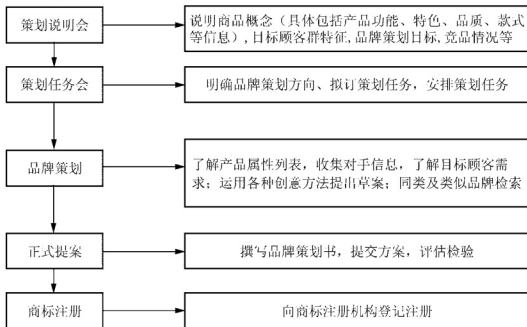 策划说明会
说明商品概念（具体包括产品功能、特色、品质、款式
等信息）,目标顾客群特征,品牌策划目标,竞品情况等
策划任务会
明确品牌策划方向、拟订策划任务，安排策划任务
品牌策划
了解产品属性列表，收集对手信息，了解目标顾客需
求；运用各种创意方法提出草案；同类及类似品牌检索
正式提案
撰写品牌策划书，提交方案，评估检验
商标注册
向商标注册机构登记注册